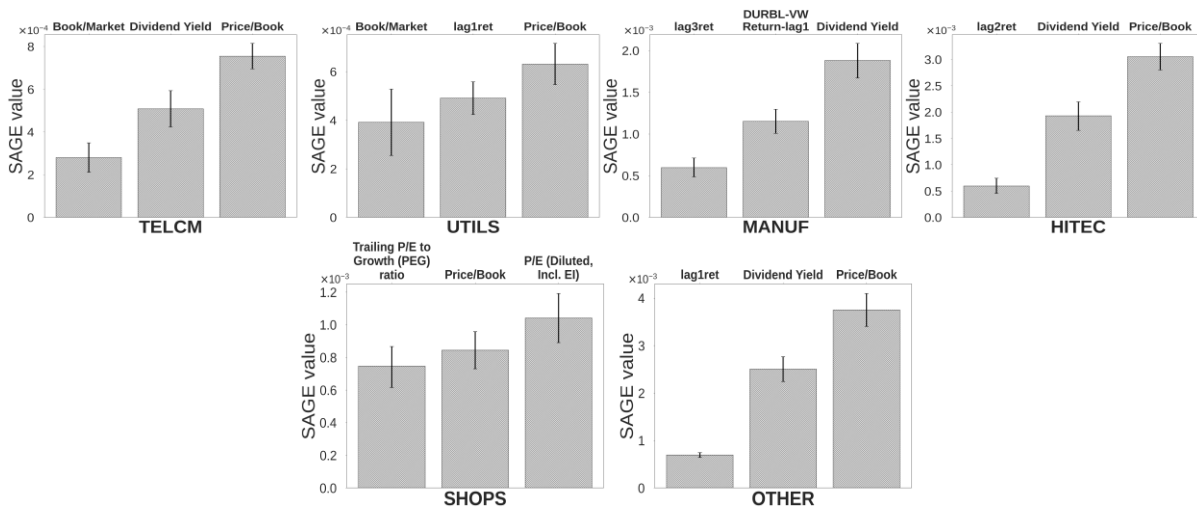 ×10⁻⁴ Book/Market Dividend Yield Price/Book
SAGE value
8
6
4
2
0
TELCM
×10⁻⁴ Book/Market lag1ret Price/Book
SAGE value
6
4
2
0
UTILS
×10⁻³ lag3ret DURBL-VW Return-lag1 Dividend Yield
SAGE value
2.0
1.5
1.0
0.5
0.0
MANUF
×10⁻³ lag2ret Dividend Yield Price/Book
SAGE value
3.0
2.5
2.0
1.5
1.0
0.5
0.0
HITEC
×10⁻³ Trailing P/E to Growth (PEG) ratio Price/Book P/E (Diluted, Incl. EI)
SAGE value
1.2
1.0
0.8
0.6
0.4
0.2
0.0
SHOPS
×10⁻³ lag1ret Dividend Yield Price/Book
SAGE value
4
3
2
1
0
OTHER